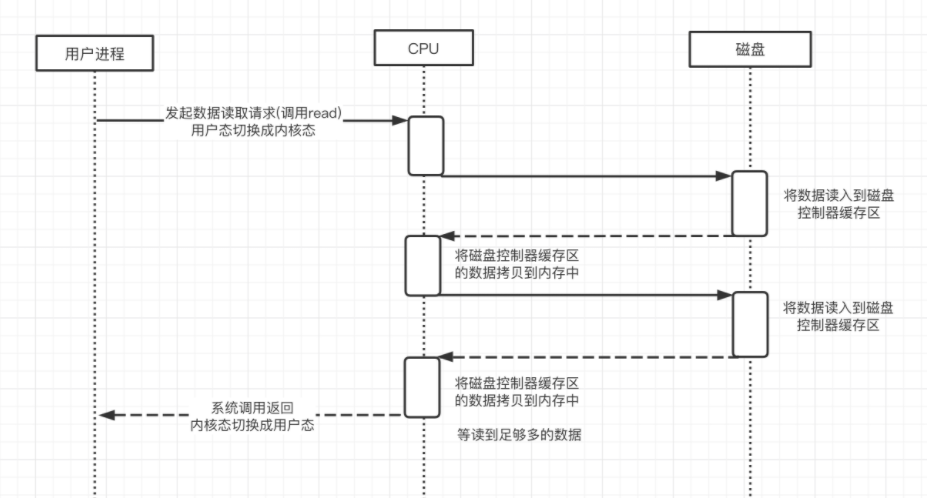 用户进程
CPU
磁盘
发起数据读取请求(调用read)
用户态切换成内核态
将数据读入到磁盘
控制器缓存区
将磁盘控制器缓存区
的数据拷贝到内存中
将数据读入到磁盘
控制器缓存区
将磁盘控制器缓存区
的数据拷贝到内存中
系统调用返回
内核态切换成用户态
等读到足够多的数据